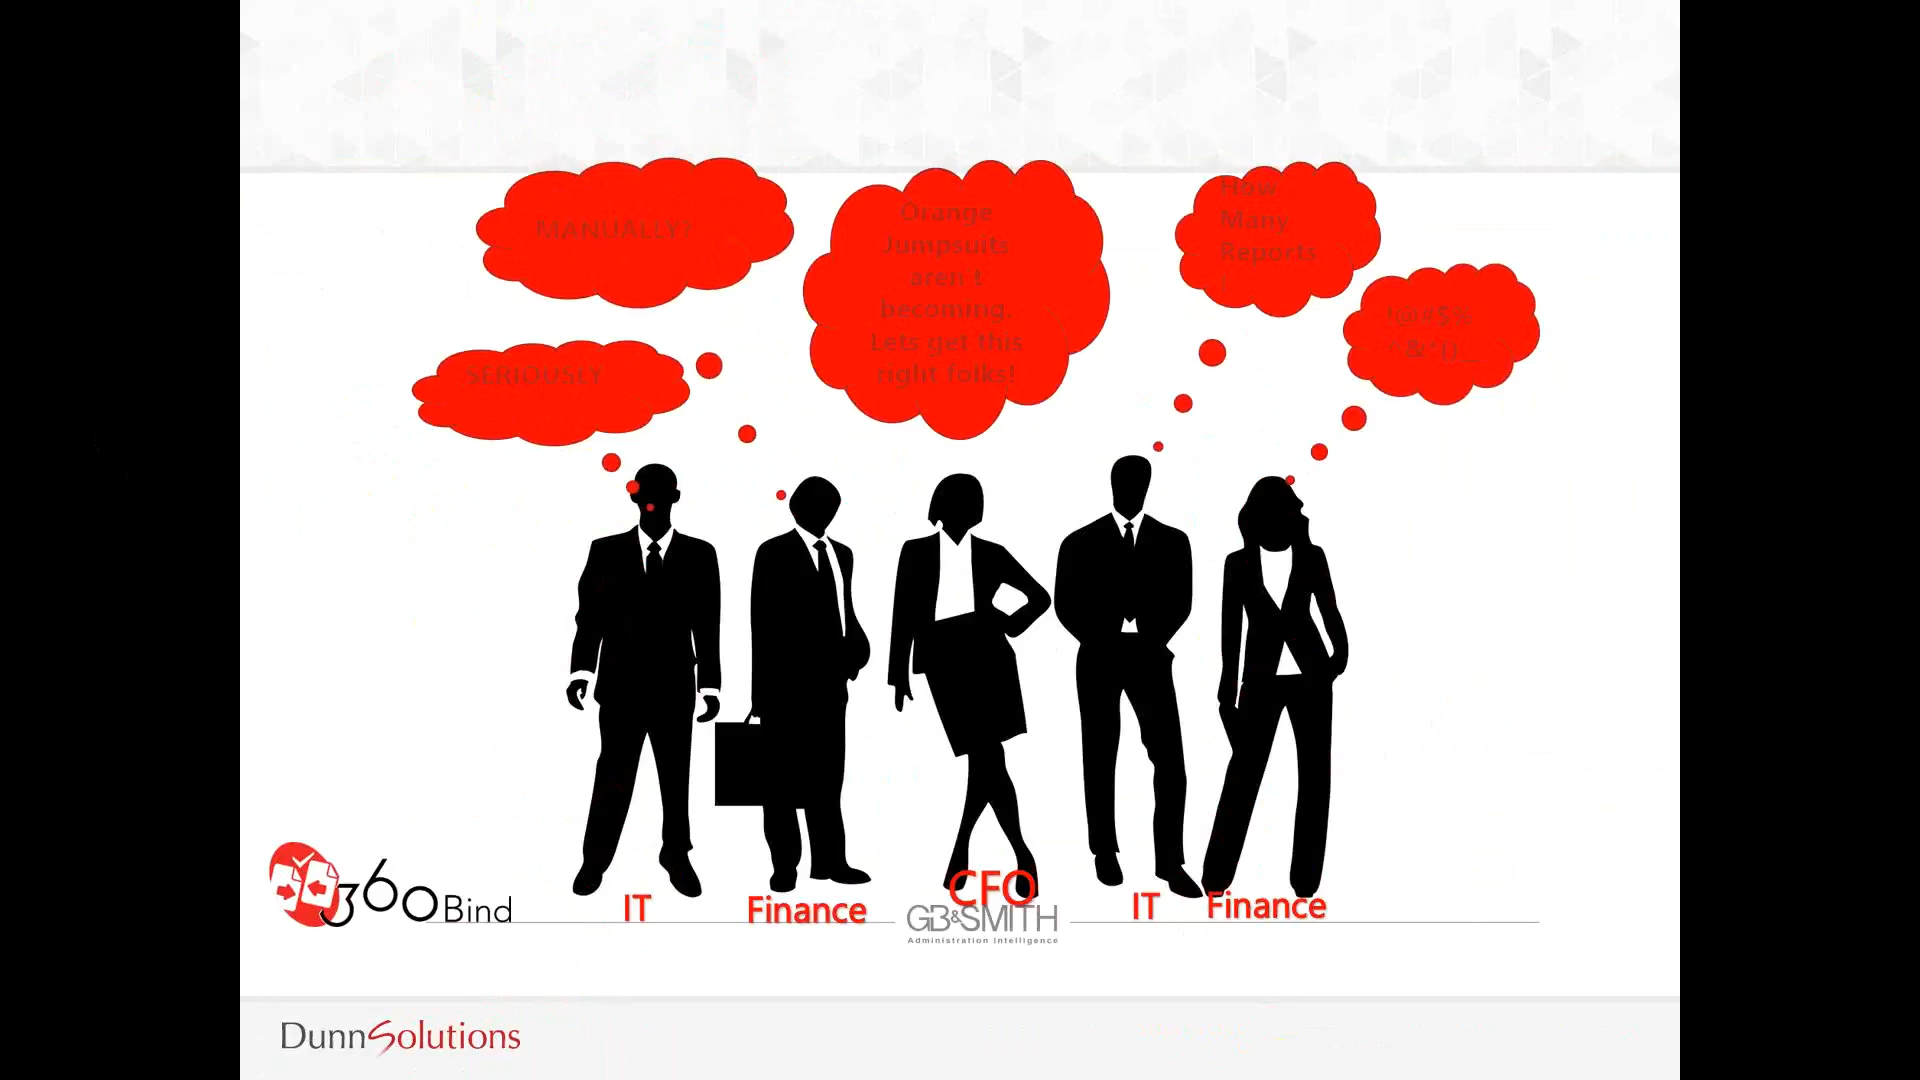 MANUALLY?
Orange
Jumpsuits
aren't
becoming.
Lets get this
right folks!
How
Many
Reports
!
!@#$%
^&*()_
SERIOUSLY
IT
Finance
CFO
IT
Finance
360Bind
GB&SMITH
Administration Intelligence
DunnSolutions